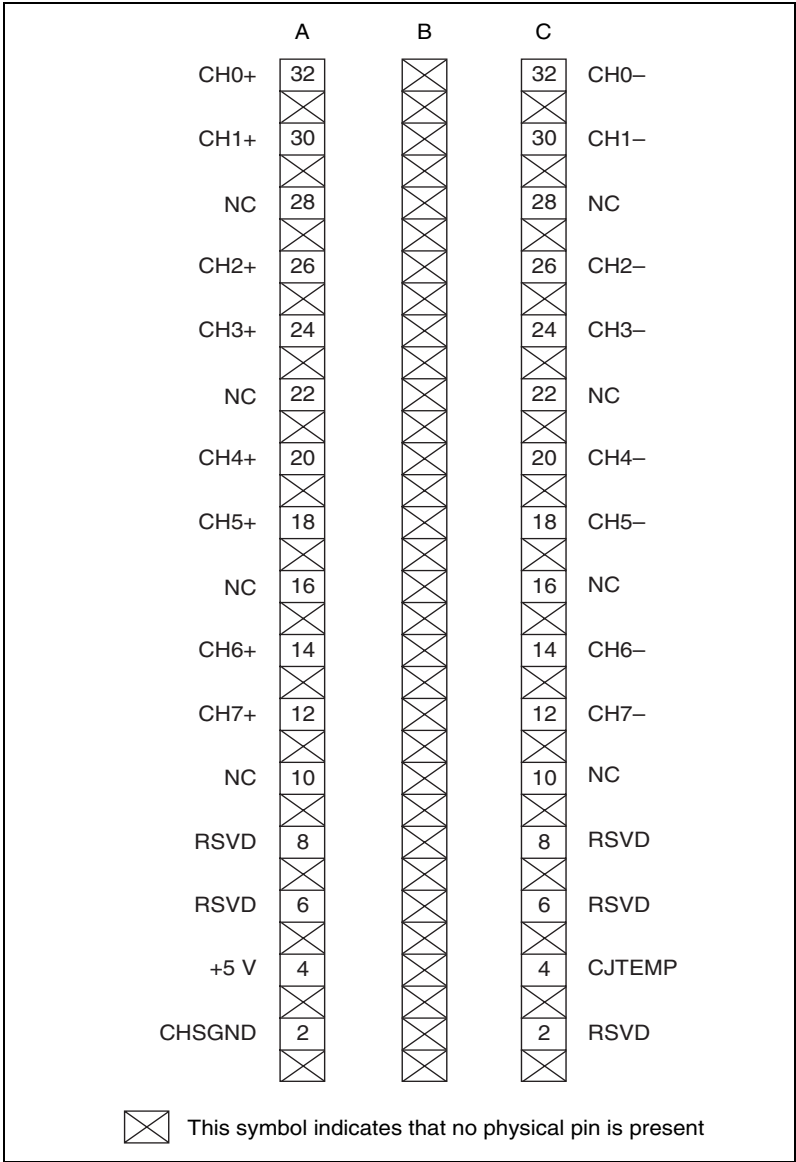 A B C
CH0+ 32 32 CH0–
CH1+ 30 30 CH1–
NC 28 28 NC
CH2+ 26 26 CH2–
CH3+ 24 24 CH3–
NC 22 22 NC
CH4+ 20 20 CH4–
CH5+ 18 18 CH5–
NC 16 16 NC
CH6+ 14 14 CH6–
CH7+ 12 12 CH7–
NC 10 10 NC
RSVD 8 8 RSVD
RSVD 6 6 RSVD
+5 V 4 4 CJTEMP
CHSGND 2 2 RSVD
This symbol indicates that no physical pin is present